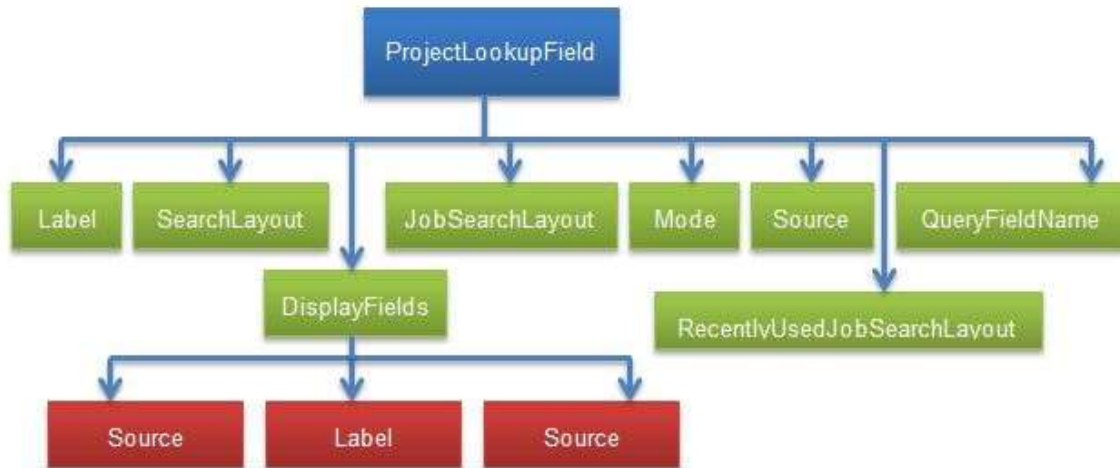 ProjectLookupField
Label
SearchLayout
JobSearchLayout
Mode
Source
QueryFieldName
DisplayFields
RecentlyUsedJobSearchLayout
Source
Label
Source